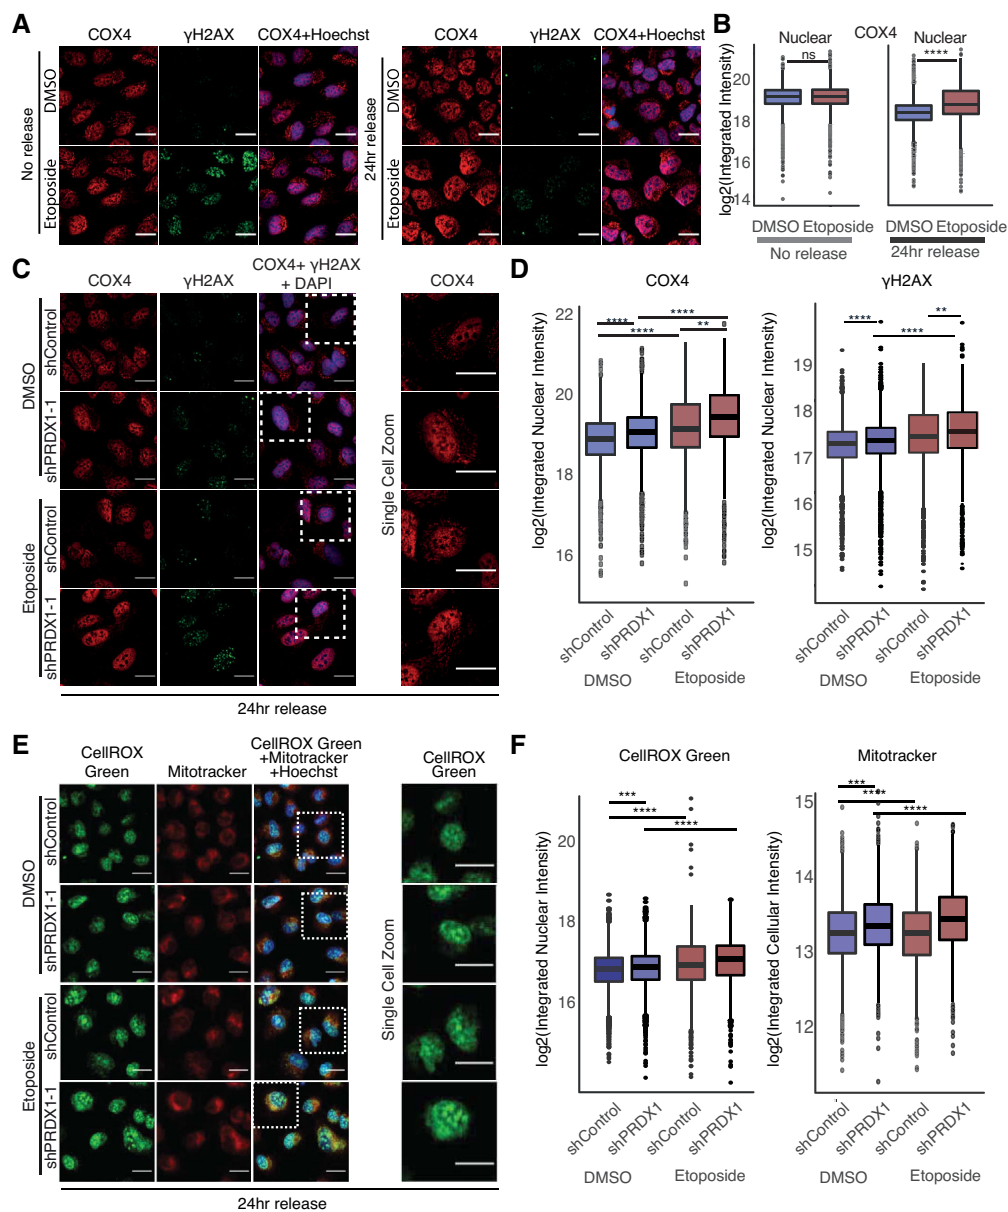 A
COX4
γH2AX
COX4+Hoechst
COX4
γH2AX
COX4+Hoechst
No release
DMSO
Etoposide
24hr release
DMSO
Etoposide
B
COX4
Nuclear
Nuclear
ns
****
log2(Integrated Intensity)
20
18
16
14
DMSO Etoposide
DMSO Etoposide
No release
24hr release
C
COX4
γH2AX
COX4+ γH2AX
+ DAPI
COX4
DMSO
shControl
shPRDX1-1
Etoposide
shControl
shPRDX1-1
Single Cell Zoom
24hr release
D
COX4
γH2AX
log2(Integrated Nuclear Intensity)
22
20
18
16
****
****
****
**
shControl
shPRDX1
shControl
shPRDX1
DMSO
Etoposide
log2(Integrated Nuclear Intensity)
19
18
17
16
15
****
**
****
shControl
shPRDX1
shControl
shPRDX1
DMSO
Etoposide
E
CellROX
Green
Mitotracker
CellROX Green
+Mitotracker
+Hoechst
CellROX
Green
DMSO
shControl
shPRDX1-1
Etoposide
shControl
shPRDX1-1
Single Cell Zoom
24hr release
F
CellROX Green
Mitotracker
log2(Integrated Nuclear Intensity)
20
18
16
***
****
****
shControl
shPRDX1
shControl
shPRDX1
DMSO
Etoposide
log2(Integrated Cellular Intensity)
15
14
13
12
***
****
****
shControl
shPRDX1
shControl
shPRDX1
DMSO
Etoposide